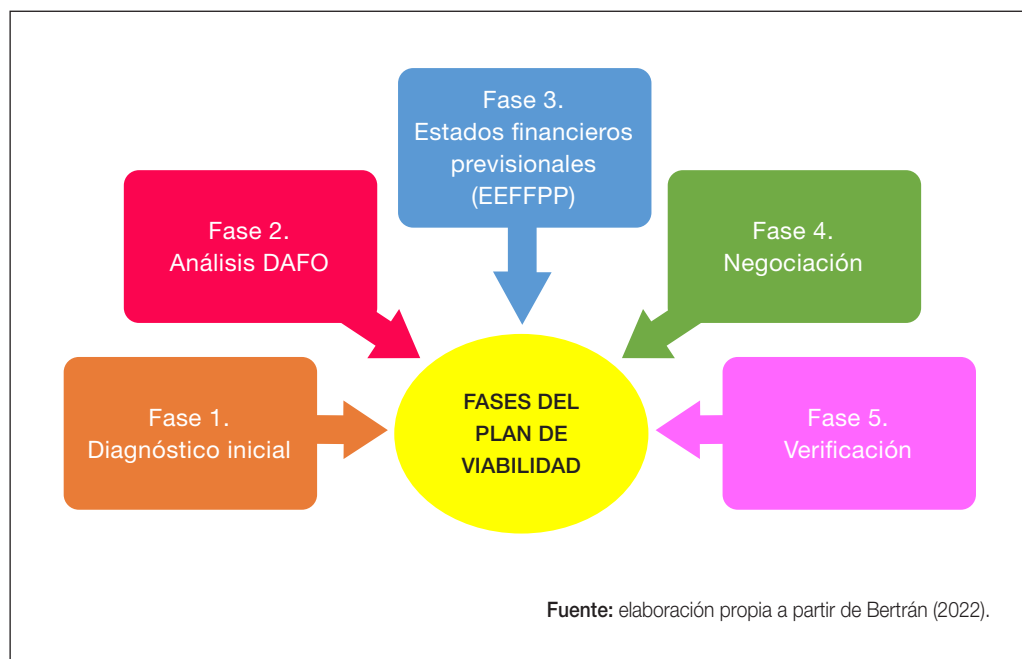 Fase 1.
Diagnóstico inicial
Fase 2.
Análisis DAFO
Fase 3.
Estados financieros
previsionales
(EEFFPP)
Fase 4.
Negociación
Fase 5.
Verificación
FASES DEL
PLAN DE
VIABILIDAD
Fuente: elaboración propia a partir de Bertrán (2022).